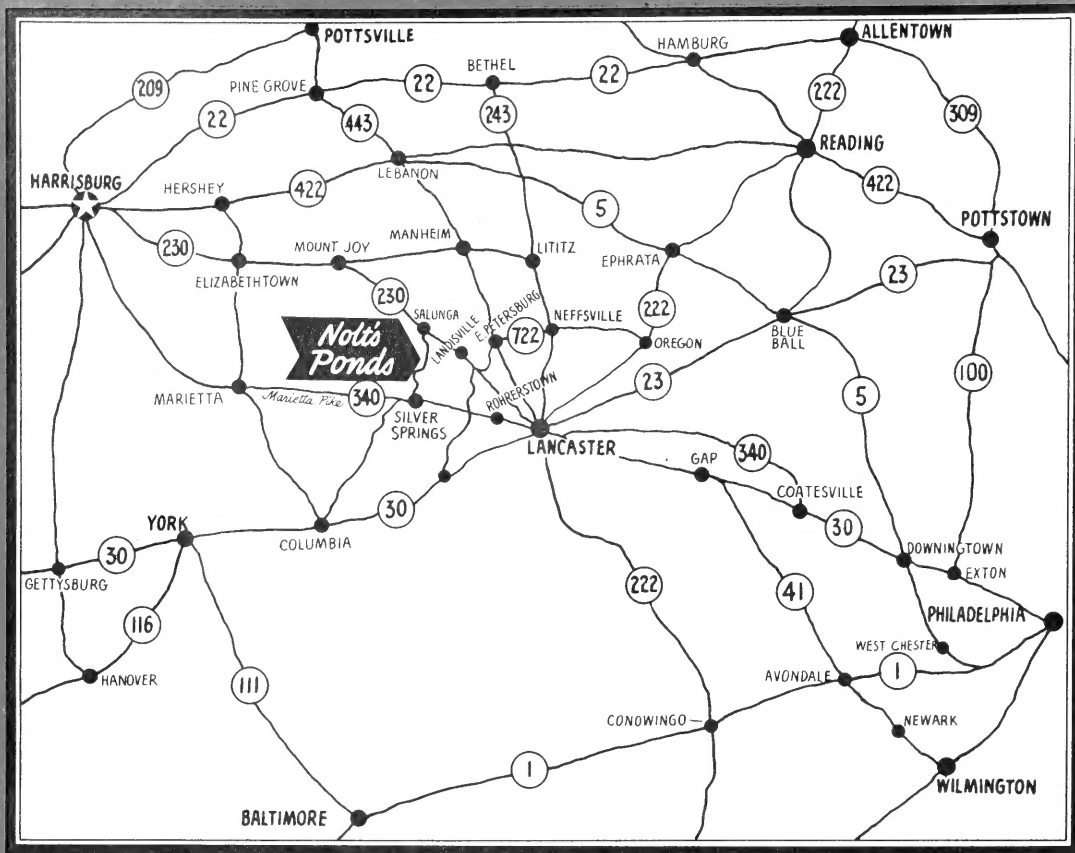 POTTSVILLE
ALLENTOWN
HAMBURG
BETHEL
209
PINE GROVE
22
22
222
22
443
243
309
READING
LEBANON
HARRISBURG
HERSHEY
422
422
5
POTTSTOWN
230
MOUNT JOY
MANHEIM
LITITZ
EPHRATA
ELIZABETHTOWN
23
230
SALUNGA
LANDISVILLE
E. PETERSBURG
722
NEFFSVILLE
222
OREGON
BLUE
BALL
Nolt's
Ponds
23
100
MARIETTA
Marietta Pike
340
SILVER
SPRINGS
ROHRERSTOWN
5
LANCASTER
340
GAP
COATESVILLE
30
30
YORK
COLUMBIA
30
DOWNINGTOWN
EXTON
GETTYSBURG
222
41
116
PHILADELPHIA
WEST CHESTER
1
HANOVER
111
AVONDALE
CONOWINGO
NEWARK
1
WILMINGTON
BALTIMORE